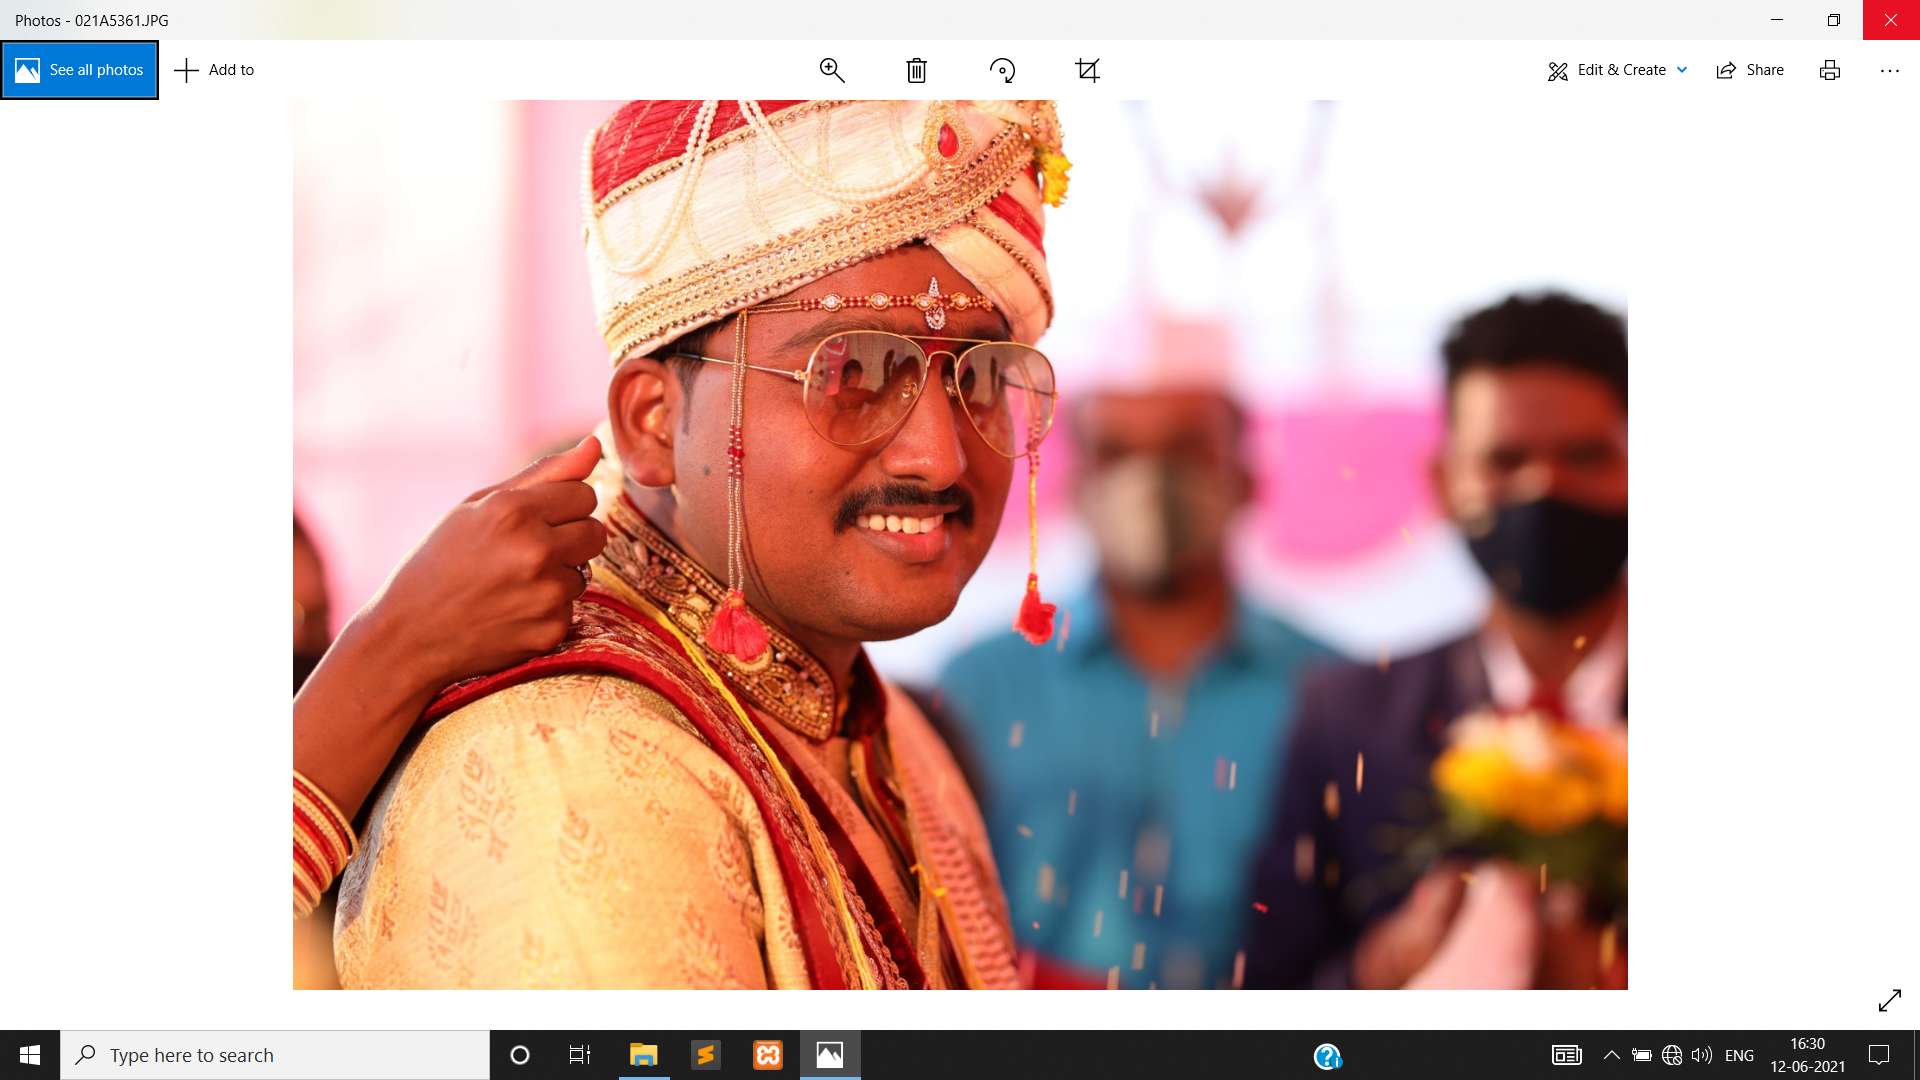 Photos - 021A5361.JPG
See all photos
Add to
Edit & Create
Share
Type here to search
ENG
16:30
12-06-2021